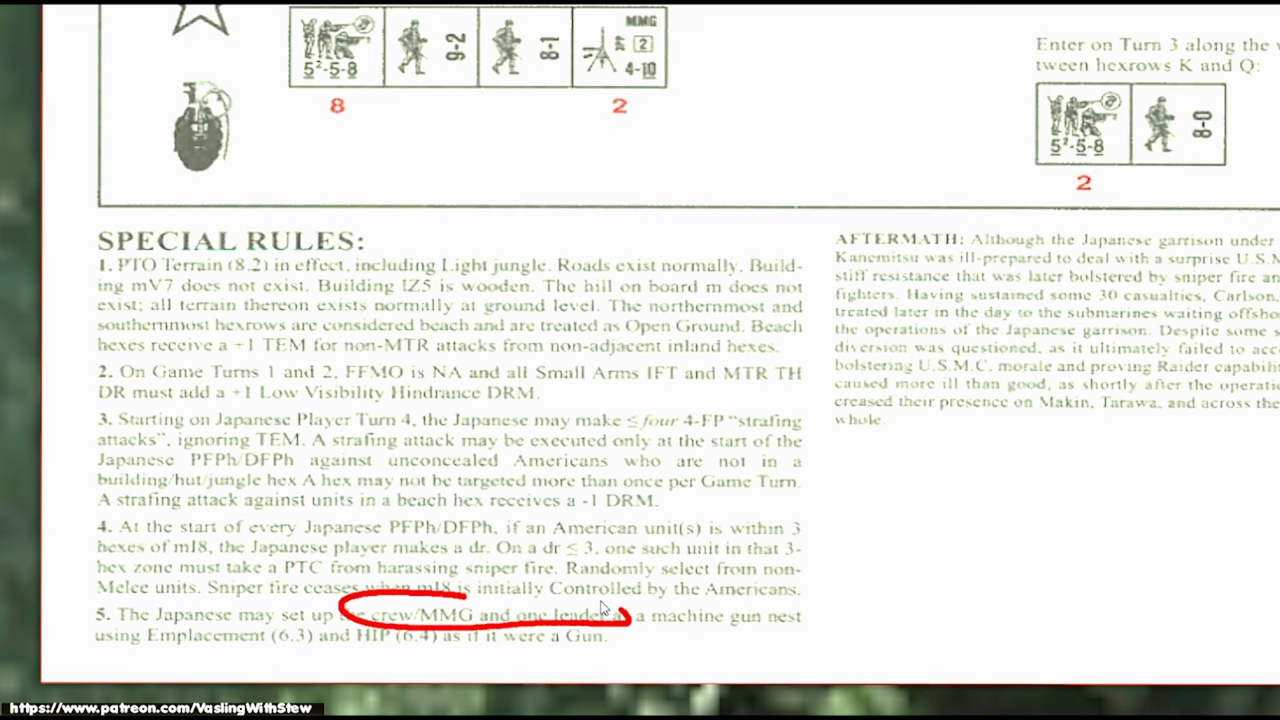 MMG
2
4-10
5²-5-8
9-2
8-1
8
2
Enter on Turn 3 along the
tween hexrows K and Q:
5²-5-8
8-0
2
SPECIAL RULES:
1. PTO Terrain (8.2) in effect, including Light jungle. Roads exist normally. Build-
ing mV7 does not exist. Building IZ5 is wooden. The hill on board m does not
exist; all terrain thereon exists normally at ground level. The northernmost and
southernmost hexrows are considered beach and are treated as Open Ground. Beach
hexes receive a +1 TEM for non-MTR attacks from non-adjacent inland hexes.
2. On Game Turns 1 and 2, FFMO is NA and all Small Arms IFT and MTR TH
DR must add a +1 Low Visibility Hindrance DRM.
3. Starting on Japanese Player Turn 4, the Japanese may make ≤ four 4-FP “strafing
attacks”, ignoring TEM. A strafing attack may be executed only at the start of the
Japanese PFPh/DFPh against unconcealed Americans who are not in a
building/hut/jungle hex A hex may not be targeted more than once per Game Turn.
A strafing attack against units in a beach hex receives a -1 DRM.
4. At the start of every Japanese PFPh/DFPh, if an American unit(s) is within 3
hexes of mI8, the Japanese player makes a dr. On a dr ≤ 3, one such unit in that 3-
hex zone must take a PTC from harassing sniper fire. Randomly select from non-
Melee units. Sniper fire ceases when mI8 is initially Controlled by the Americans.
5. The Japanese may set up the crew/MMG and one leader a machine gun nest
using Emplacement (6.3) and HIP (6.4) as if it were a Gun.
AFTERMATH: Although the Japanese garrison under
Kanemitsu was ill-prepared to deal with a surprise U.S.M
stiff resistance that was later bolstered by sniper fire an
fighters. Having sustained some 30 casualties, Carlson,
treated later in the day to the submarines waiting offsho
the operations of the Japanese garrison. Despite some s
diversion was questioned, as it ultimately failed to acc
bolstering U.S.M.C. morale and proving Raider capabili
caused more ill than good, as shortly after the operati
creased their presence on Makin, Tarawa, and across the
whole.
https://www.patreon.com/VaslingWithStew